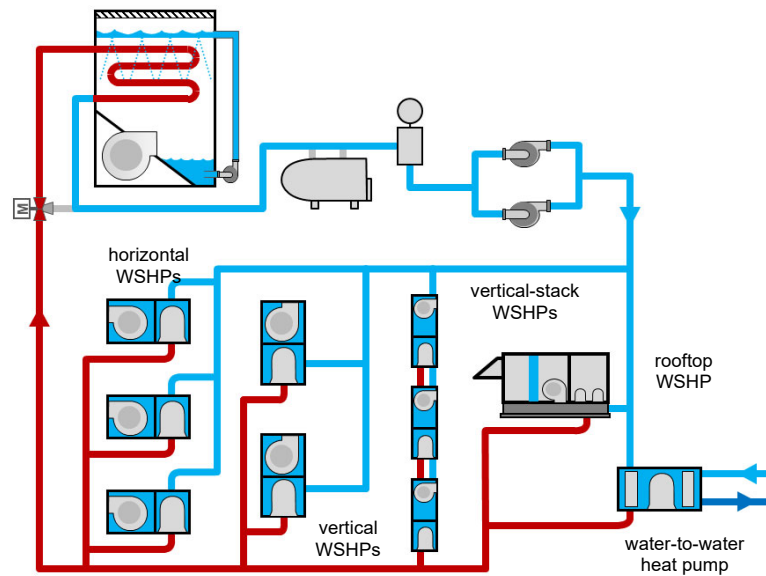 M
horizontal
WSHPs
vertical-stack
WSHPs
rooftop
WSHP
vertical
WSHPs
water-to-water
heat pump